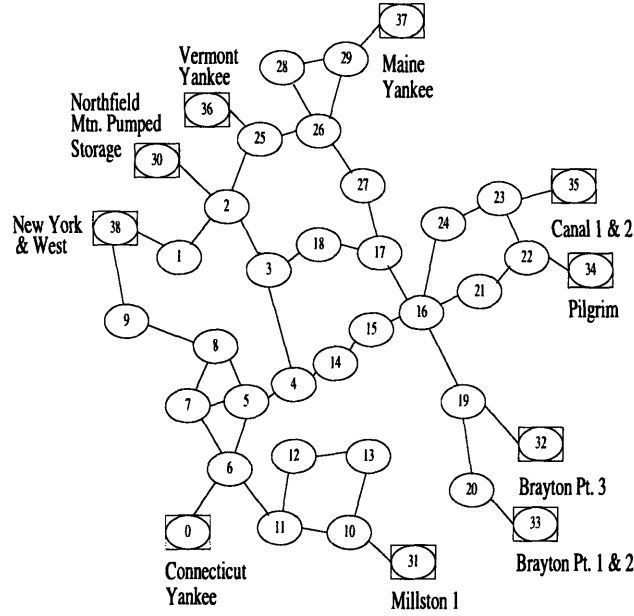 37
29
28
Maine
Yankee
Vermont
Yankee
36
25
26
Northfield
Mtn. Pumped
Storage
30
27
23
35
24
Canal 1 & 2
2
New York
& West
38
1
3
18
17
22
34
Pilgrim
21
16
9
15
8
14
4
7
5
19
32
Brayton Pt. 3
12
13
6
20
33
Brayton Pt. 1 & 2
0
11
10
31
Connecticut
Yankee
Millston 1